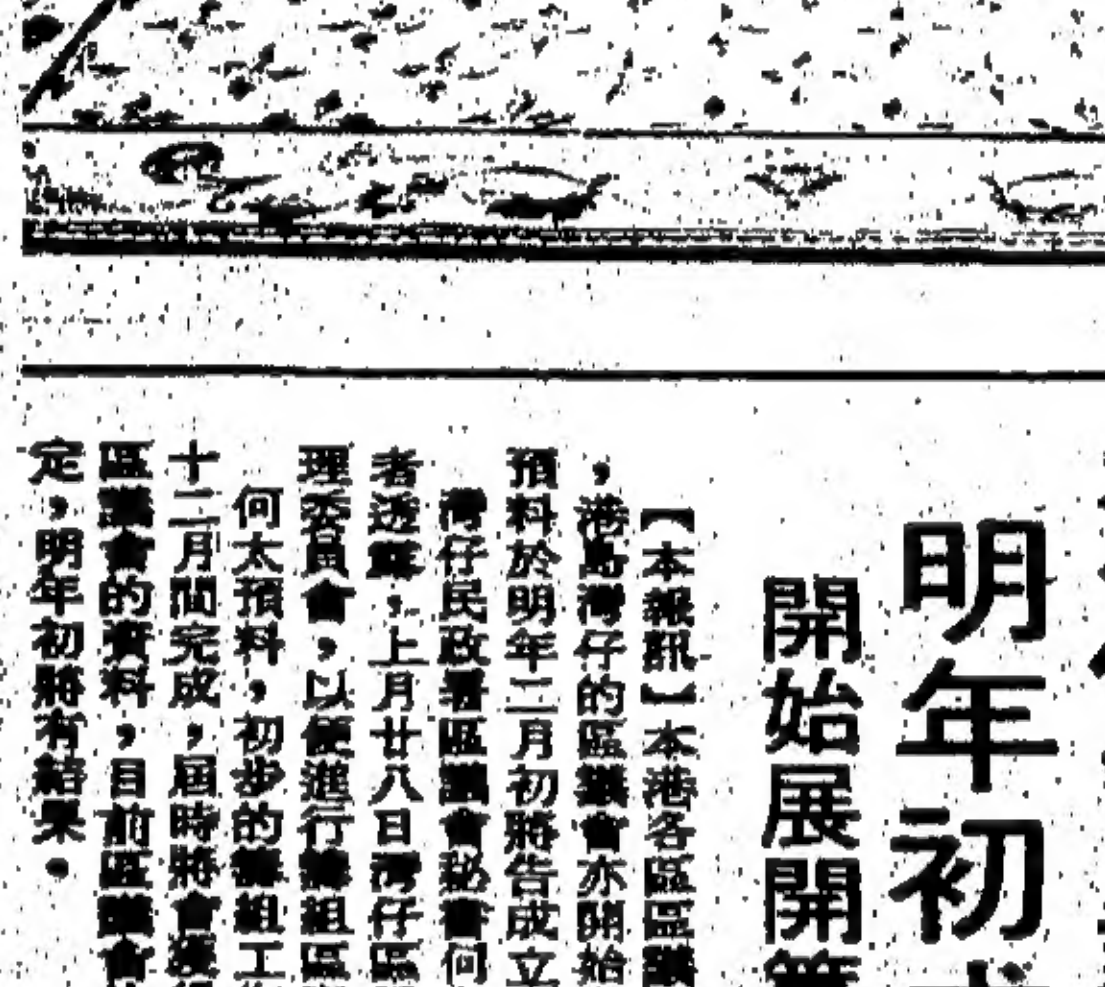 明年初
開始展開
【本報訊】本港各區區議
，港島灣仔的區議會亦開始
預料於明年二月初將告成立
灣仔民政署區議會秘書何
者透露，上月廿八日灣仔區
理委員會，以便進行籌組區
何太預料，初步的籌組工
十二月間完成，屆時將會獲
區議會的資料，目前區議會
定，明年初將有結果。